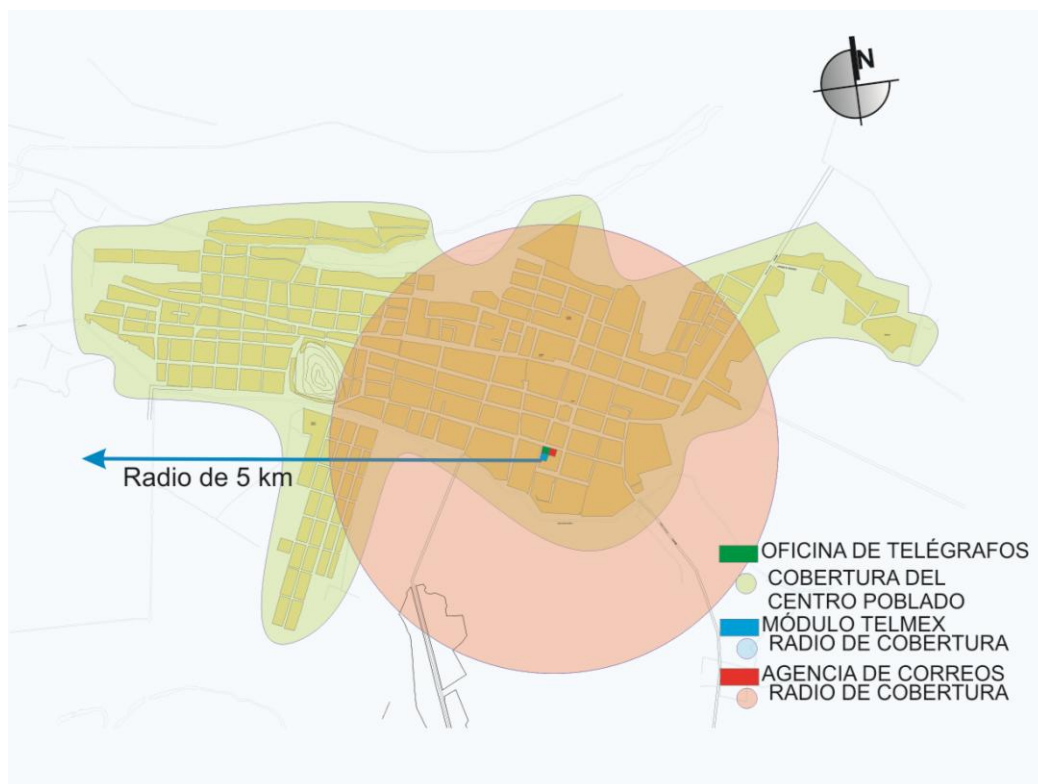 N
Radio de 5 km
OFICINA DE TELÉGRAFOS
COBERTURA DEL
CENTRO POBLADO
MÓDULO TELMEX
RADIO DE COBERTURA
AGENCIA DE CORREOS
RADIO DE COBERTURA